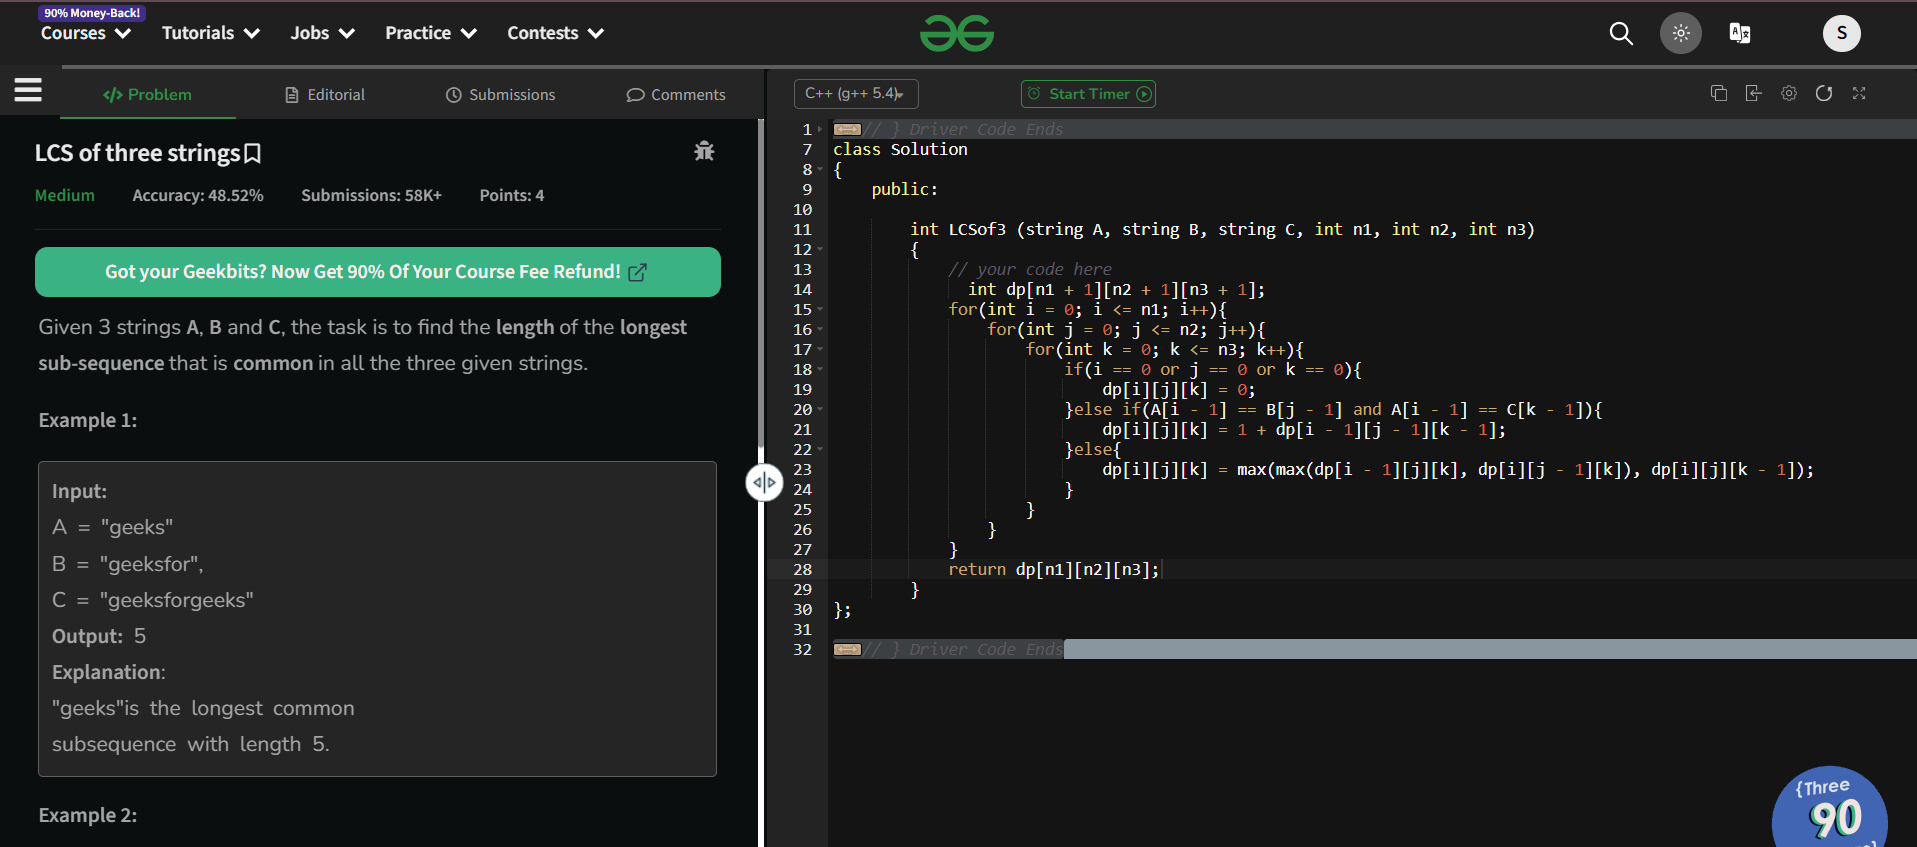 90% Money-Back!
Courses Tutorials Jobs Practice Contests
S
Problem Editorial Submissions Comments
LCS of three strings
Medium Accuracy: 48.52% Submissions: 58K+ Points: 4
Got your Geekbits? Now Get 90% Of Your Course Fee Refund!
Given 3 strings A, B and C, the task is to find the length of the longest
sub-sequence that is common in all the three given strings.
Example 1:
Input:
A = "geeks"
B = "geeksfor",
C = "geeksforgeeks"
Output: 5
Explanation:
"geeks"is the longest common
subsequence with length 5.
Example 2:
C++ (g++ 5.4) Start Timer
1 // } Driver Code Ends
7 class Solution
8 {
9 public:
10
11 int LCSof3 (string A, string B, string C, int n1, int n2, int n3)
12 {
13 // your code here
14 int dp[n1 + 1][n2 + 1][n3 + 1];
15 for(int i = 0; i <= n1; i++){
16 for(int j = 0; j <= n2; j++){
17 for(int k = 0; k <= n3; k++){
18 if(i == 0 or j == 0 or k == 0){
19 dp[i][j][k] = 0;
20 }else if(A[i - 1] == B[j - 1] and A[i - 1] == C[k - 1]){
21 dp[i][j][k] = 1 + dp[i - 1][j - 1][k - 1];
22 }else{
23 dp[i][j][k] = max(max(dp[i - 1][j][k], dp[i][j - 1][k]), dp[i][j][k - 1]);
24 }
25 }
26 }
27 }
28 return dp[n1][n2][n3];
29 }
30 };
31
32 // } Driver Code Ends
{Three
90